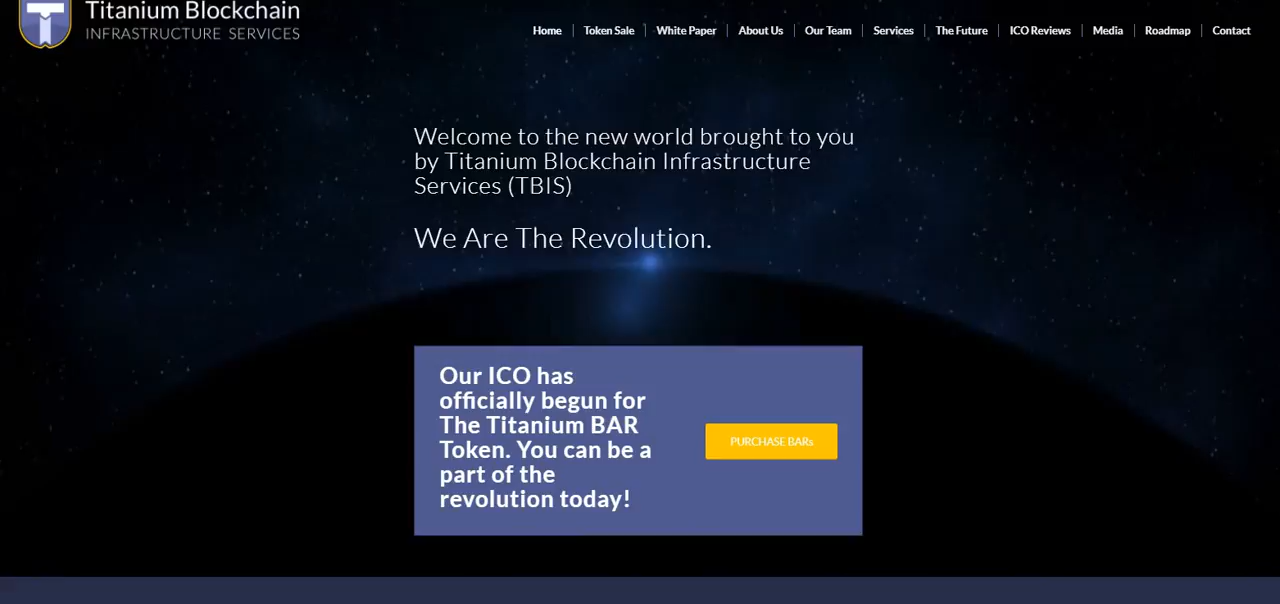 Titanium Blockchain
INFRASTRUCTURE SERVICES
Home
Token Sale
White Paper
About Us
Our Team
Services
The Future
ICO Reviews
Media
Roadmap
Contact
Welcome to the new world brought to you
by Titanium Blockchain Infrastructure
Services (TBIS)
We Are The Revolution.
Our ICO has
officially begun for
The Titanium BAR
Token. You can be a
part of the
revolution today!
PURCHASE BARs